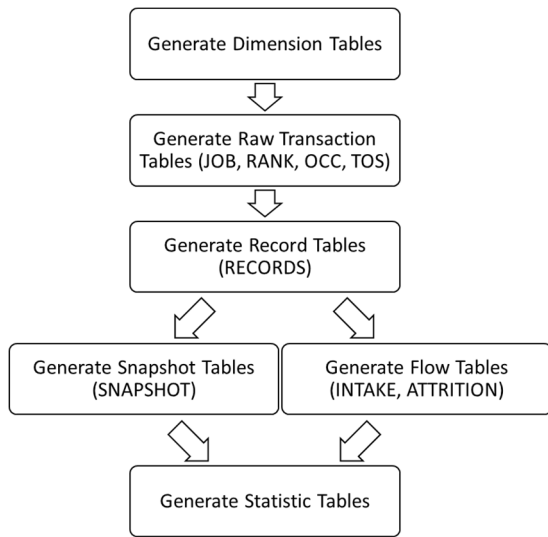 Generate Dimension Tables
Generate Raw Transaction
Tables (JOB, RANK, OCC, TOS)
Generate Record Tables
(RECORDS)
Generate Snapshot Tables
(SNAPSHOT)
Generate Flow Tables
(INTAKE, ATTRITION)
Generate Statistic Tables